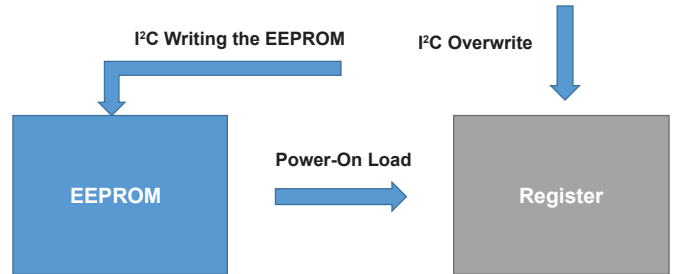 I²C Writing the EEPROM
I²C Overwrite
EEPROM
Power-On Load
Register